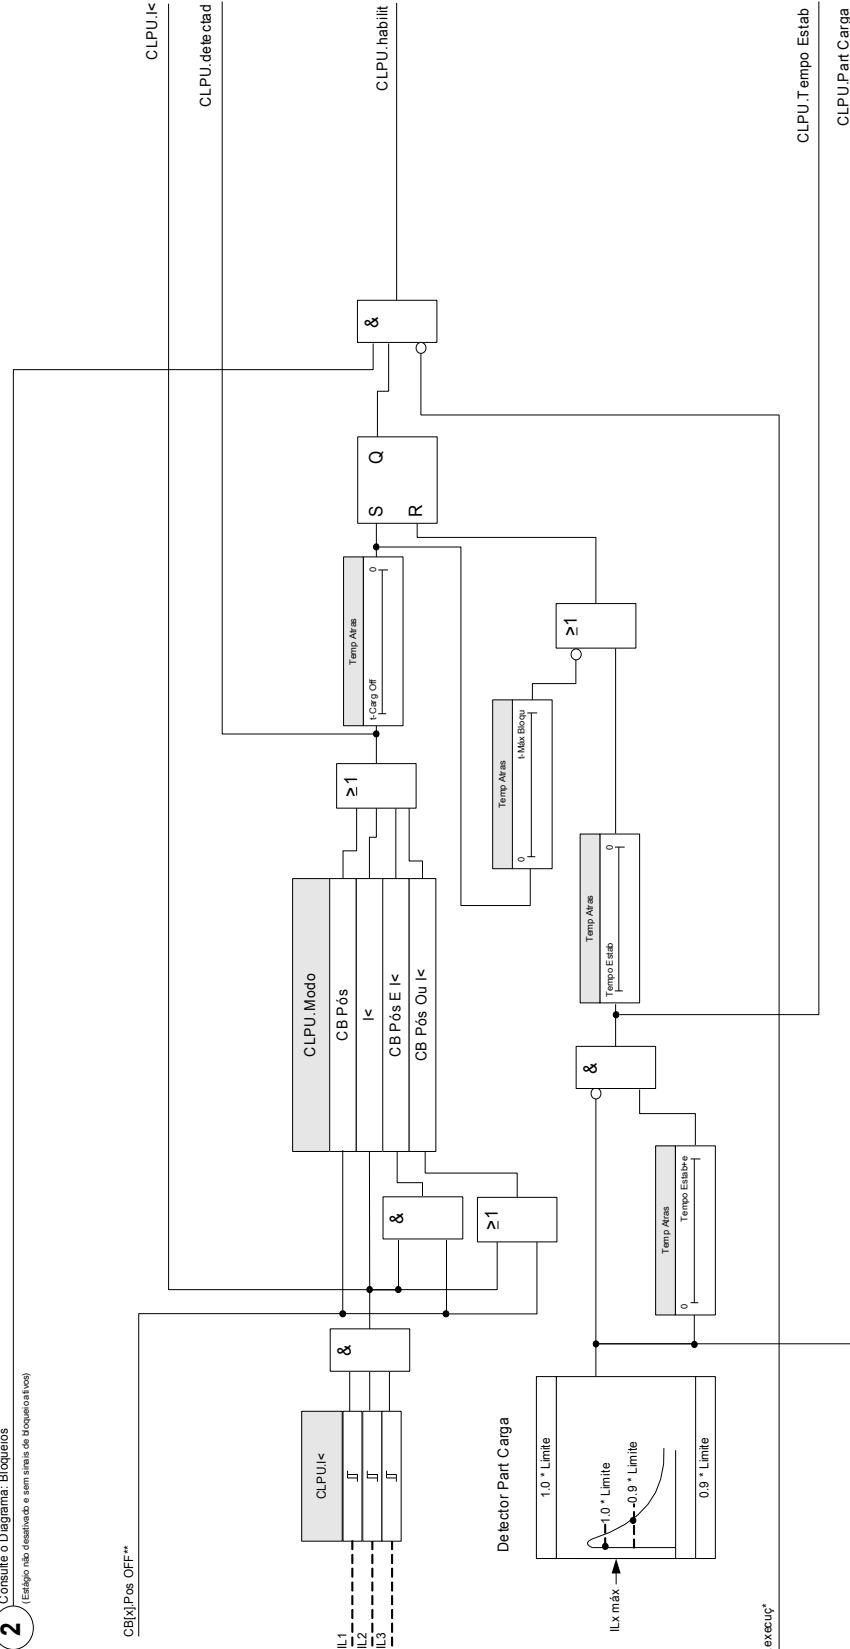 2
Consulte o Diagrama: Bloqueios
(Estágio não desativado e sem sinais de bloqueio ativos)
CLPU.I<
CLPU.detectad
CLPU.habilit
CB[x].Pos OFF**
IL1
IL2
IL3
CLPU.I<
&
&
≥1
CLPU.Modo
CB Pós
I<
CB Pós E I<
CB Pós Ou I<
≥1
Temp Atras
t-Carg Off
0
S
R
Q
&
Temp Atras
0
t-Máx Bloqu
≥1
Detector Part Carga
ILx máx
1.0 * Limite
1.0 * Limite
0.9 * Limite
0.9 * Limite
Temp Atras
0
Tempo Estab+e
&
Temp Atras
Tempo Estab
0
execuç*
CLPU.Tempo Estab
CLPU.Part Carga